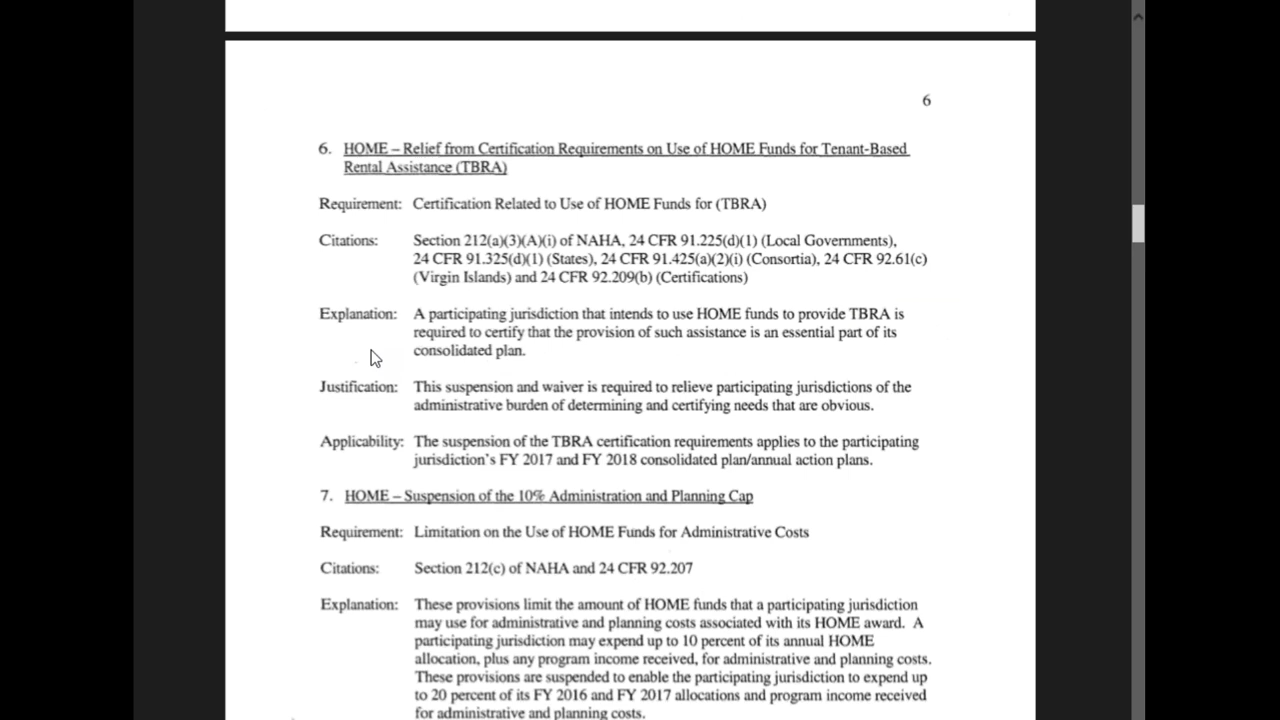 6
6. HOME – Relief from Certification Requirements on Use of HOME Funds for Tenant-Based
Rental Assistance (TBRA)
Requirement: Certification Related to Use of HOME Funds for (TBRA)
Citations: Section 212(a)(3)(A)(i) of NAHA, 24 CFR 91.225(d)(1) (Local Governments),
24 CFR 91.325(d)(1) (States), 24 CFR 91.425(a)(2)(i) (Consortia), 24 CFR 92.61(c)
(Virgin Islands) and 24 CFR 92.209(b) (Certifications)
Explanation: A participating jurisdiction that intends to use HOME funds to provide TBRA is
required to certify that the provision of such assistance is an essential part of its
consolidated plan.
Justification: This suspension and waiver is required to relieve participating jurisdictions of the
administrative burden of determining and certifying needs that are obvious.
Applicability: The suspension of the TBRA certification requirements applies to the participating
jurisdiction's FY 2017 and FY 2018 consolidated plan/annual action plans.
7. HOME – Suspension of the 10% Administration and Planning Cap
Requirement: Limitation on the Use of HOME Funds for Administrative Costs
Citations: Section 212(c) of NAHA and 24 CFR 92.207
Explanation: These provisions limit the amount of HOME funds that a participating jurisdiction
may use for administrative and planning costs associated with its HOME award. A
participating jurisdiction may expend up to 10 percent of its annual HOME
allocation, plus any program income received, for administrative and planning costs.
These provisions are suspended to enable the participating jurisdiction to expend up
to 20 percent of its FY 2016 and FY 2017 allocations and program income received
for administrative and planning costs.